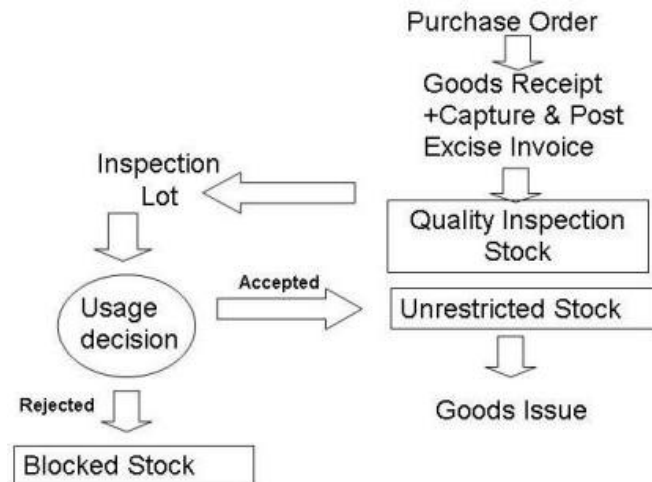 Purchase Order
Goods Receipt
+Capture & Post
Excise Invoice
Inspection
Lot
Quality Inspection
Stock
Usage
decision
Accepted
Unrestricted Stock
Rejected
Goods Issue
Blocked Stock